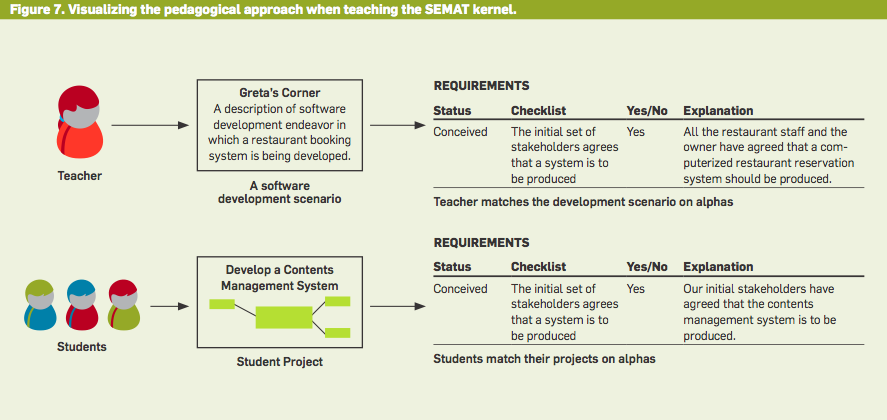 Figure 7. Visualizing the pedagogical approach when teaching the SEMAT kernel.
Teacher
Greta's Corner
A description of software
development endeavor in
which a restaurant booking
system is being developed.
A software
development scenario
REQUIREMENTS
Status Checklist Yes/No Explanation
Conceived The initial set of Yes All the restaurant staff and the
stakeholders agrees owner have agreed that a com-
that a system is to puterized restaurant reservation
be produced system should be produced.
Teacher matches the development scenario on alphas
Students
Develop a Contents
Management System
Student Project
REQUIREMENTS
Status Checklist Yes/No Explanation
Conceived The initial set of Yes Our initial stakeholders have
stakeholders agrees agreed that the contents
that a system is to management system is to be
be produced produced.
Students match their projects on alphas